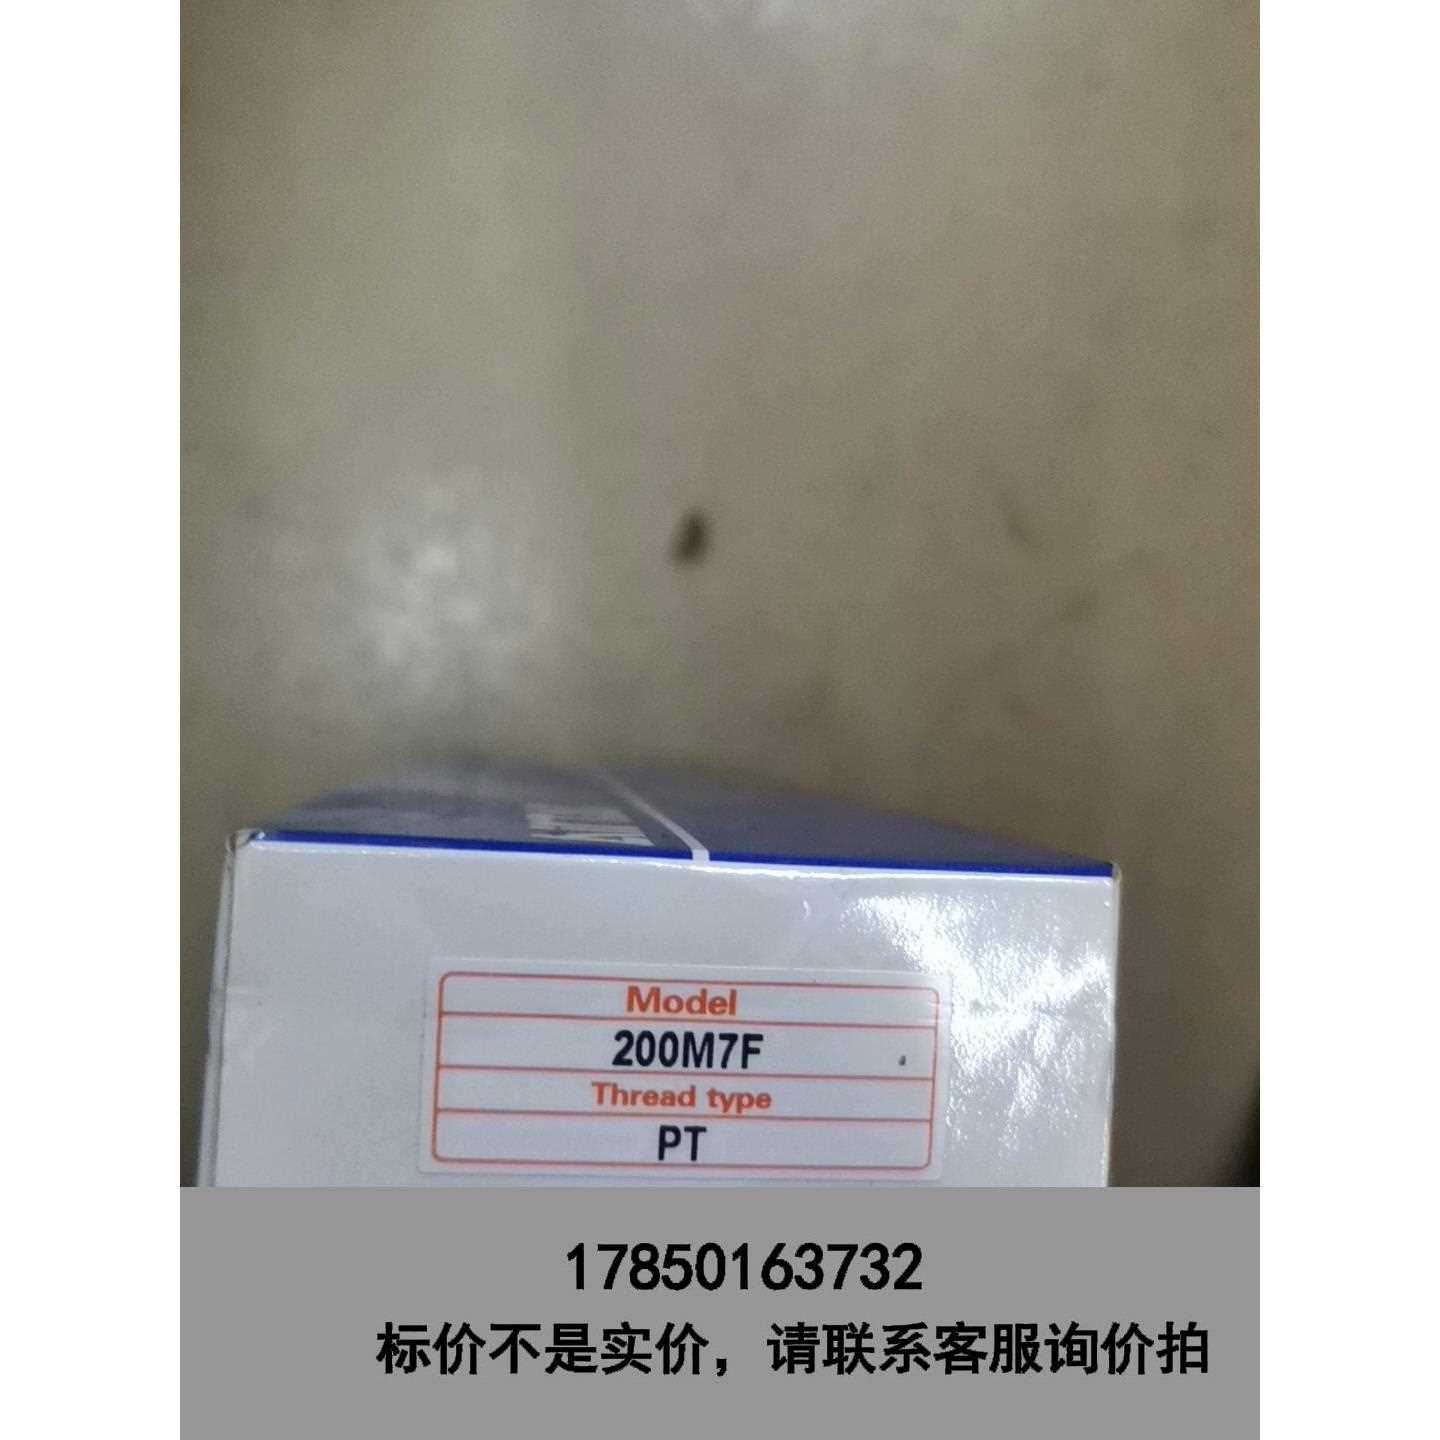 Model
200M7F
Thread type
PT
17850163732
标价不是实价，请联系客服询价拍